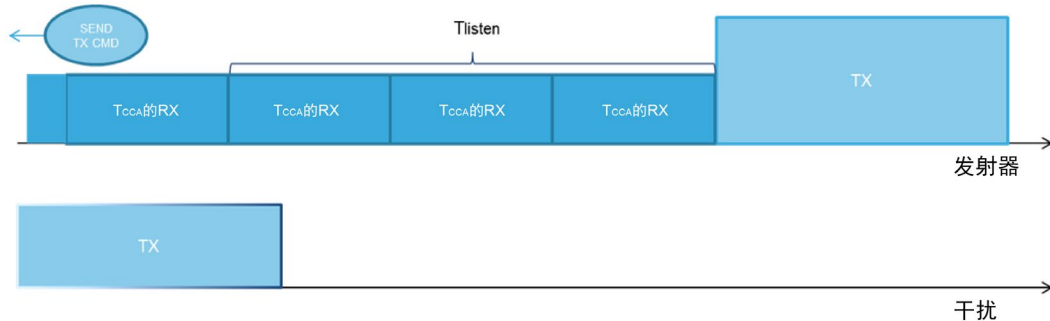 SEND
TX CMD
Tlisten
TCCA的RX
TCCA的RX
TCCA的RX
TCCA的RX
TX
发射器
TX
干扰